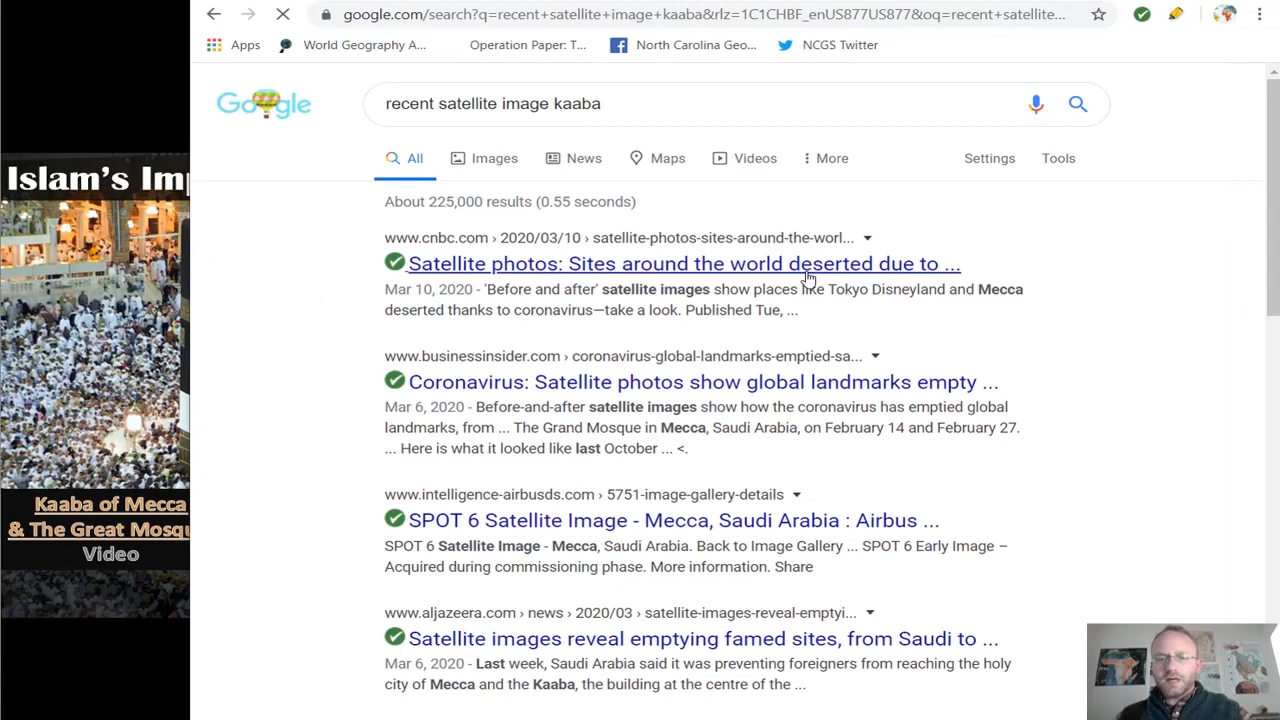 google.com/search?q=recent+satellite+image+kaaba&rlz=1C1CHBF_enUS877US877&oq=recent+satellite...
Apps World Geography A... Operation Paper: T... North Carolina Geo... NCGS Twitter
Google
recent satellite image kaaba
All Images News Maps Videos More Settings Tools
About 225,000 results (0.55 seconds)
www.cnbc.com › 2020/03/10 › satellite-photos-sites-around-the-worl...
Satellite photos: Sites around the world deserted due to ...
Mar 10, 2020 - 'Before and after' satellite images show places like Tokyo Disneyland and Mecca
deserted thanks to coronavirus—take a look. Published Tue, ...
www.businessinsider.com › coronavirus-global-landmarks-emptied-sa...
Coronavirus: Satellite photos show global landmarks empty ...
Mar 6, 2020 - Before-and-after satellite images show how the coronavirus has emptied global
landmarks, from ... The Grand Mosque in Mecca, Saudi Arabia, on February 14 and February 27.
... Here is what it looked like last October ... <.
www.intelligence-airbusds.com › 5751-image-gallery-details
SPOT 6 Satellite Image - Mecca, Saudi Arabia : Airbus ...
SPOT 6 Satellite Image - Mecca, Saudi Arabia. Back to Image Gallery ... SPOT 6 Early Image –
Acquired during commissioning phase. More information. Share
www.aljazeera.com › news › 2020/03 › satellite-images-reveal-emptyi...
Satellite images reveal emptying famed sites, from Saudi to ...
Mar 6, 2020 - Last week, Saudi Arabia said it was preventing foreigners from reaching the holy
city of Mecca and the Kaaba, the building at the centre of the ...
Islam's Im
Kaaba of Mecca
& The Great Mosq
Video